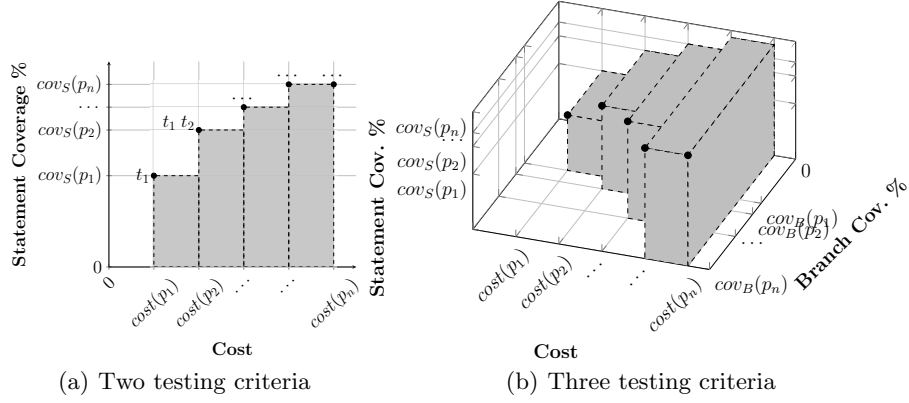 Statement Coverage %
cov_S(p_n)
...
cov_S(p_2)
cov_S(p_1)
0
t_1
t_1 t_2
...
...
...
0
cost(p_1)
cost(p_2)
...
...
cost(p_n)
Cost
(a) Two testing criteria
Statement Cov. %
cov_S(p_n)
...
cov_S(p_2)
cov_S(p_1)
cost(p_1)
cost(p_2)
...
...
cost(p_n)
Cost
0
cov_B(p_1)
cov_B(p_2)
...
cov_B(p_n)
Branch Cov. %
(b) Three testing criteria